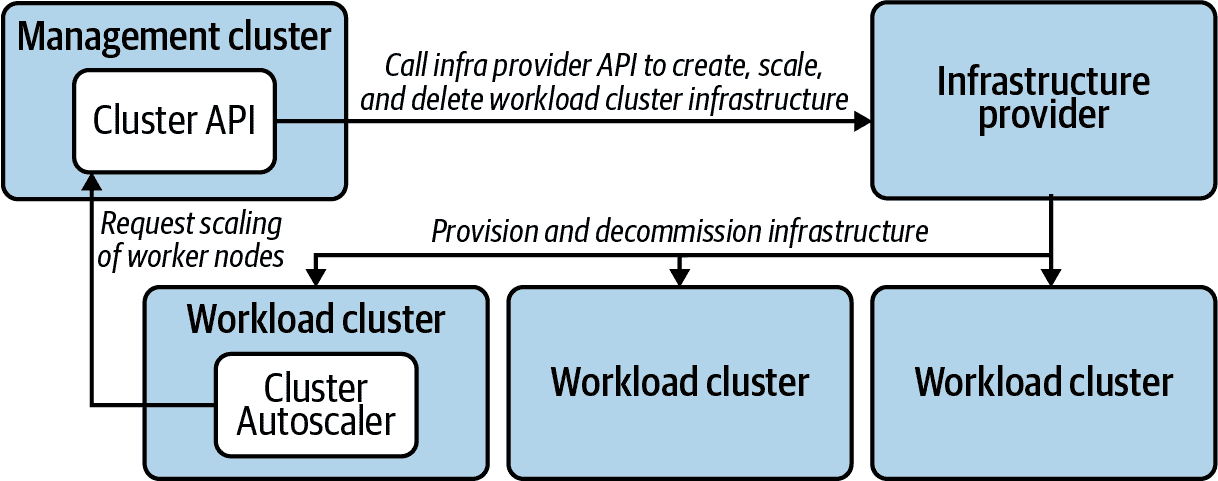 Management cluster
Cluster API
Call infra provider API to create, scale,
and delete workload cluster infrastructure
Infrastructure
provider
Request scaling
of worker nodes
Provision and decommission infrastructure
Workload cluster
Cluster
Autoscaler
Workload cluster
Workload cluster